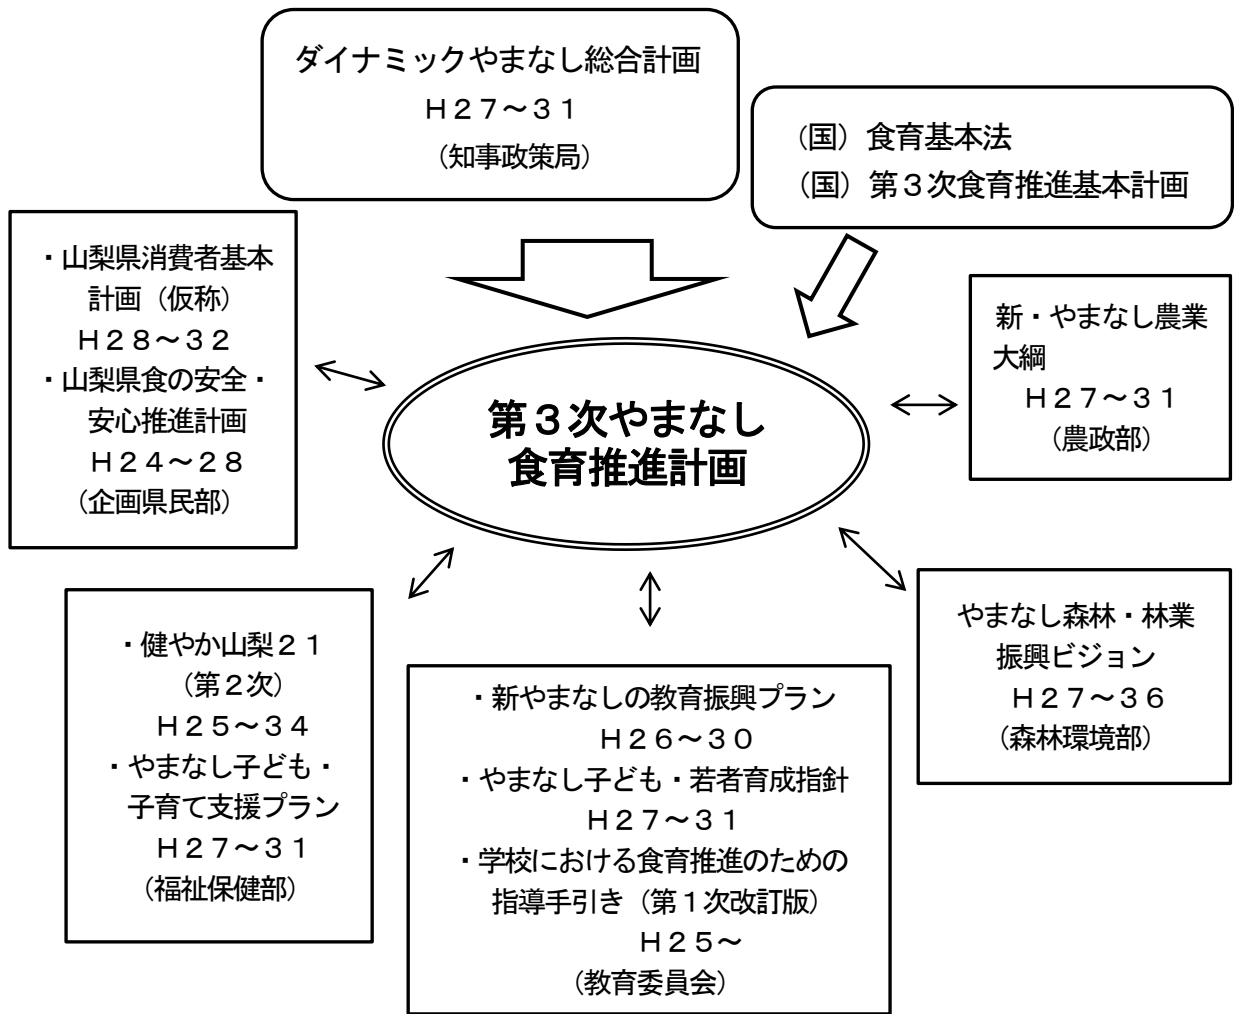 ダイナミックやまなし総合計画
Ｈ２７～３１
（知事政策局）
（国）食育基本法
（国）第３次食育推進基本計画
・山梨県消費者基本
計画（仮称）
Ｈ２８～３２
・山梨県食の安全・
安心推進計画
Ｈ２４～２８
（企画県民部）
新・やまなし農業
大綱
Ｈ２７～３１
（農政部）
第３次やまなし
食育推進計画
・健やか山梨２１
（第２次）
Ｈ２５～３４
・やまなし子ども・
子育て支援プラン
Ｈ２７～３１
（福祉保健部）
・新やまなしの教育振興プラン
Ｈ２６～３０
・やまなし子ども・若者育成指針
Ｈ２７～３１
・学校における食育推進のための
指導手引き（第１次改訂版）
Ｈ２５～
（教育委員会）
やまなし森林・林業
振興ビジョン
Ｈ２７～３６
（森林環境部）